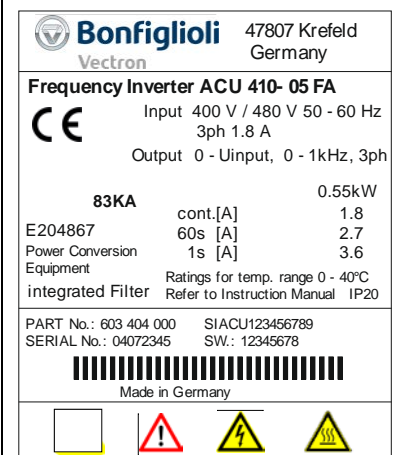 Bonfiglioli
Vectron
47807 Krefeld
Germany
Frequency Inverter ACU 410- 05 FA
CE
Input 400 V / 480 V 50 - 60 Hz
3ph 1.8 A
Output 0 - Uinput, 0 - 1kHz, 3ph
83KA
0.55kW
cont.[A] 1.8
E204867
60s [A] 2.7
Power Conversion
Equipment
1s [A] 3.6
integrated Filter
Ratings for temp. range 0 - 40°C
Refer to Instruction Manual IP20
PART No.: 603 404 000 SIACU123456789
SERIAL No.: 04072345 SW.: 12345678
Made in Germany